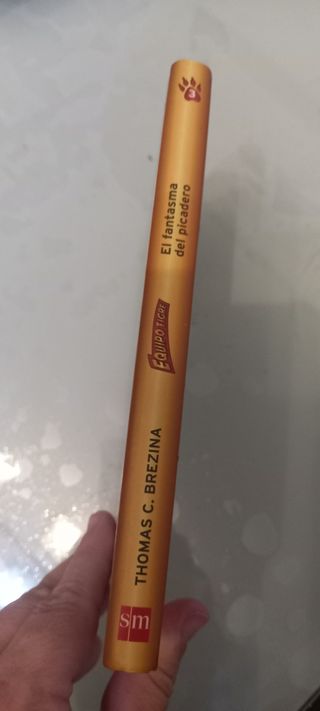 3
El fantasma
del picadero
EQUIPO TIGRE
THOMAS C. BREZINA
sm